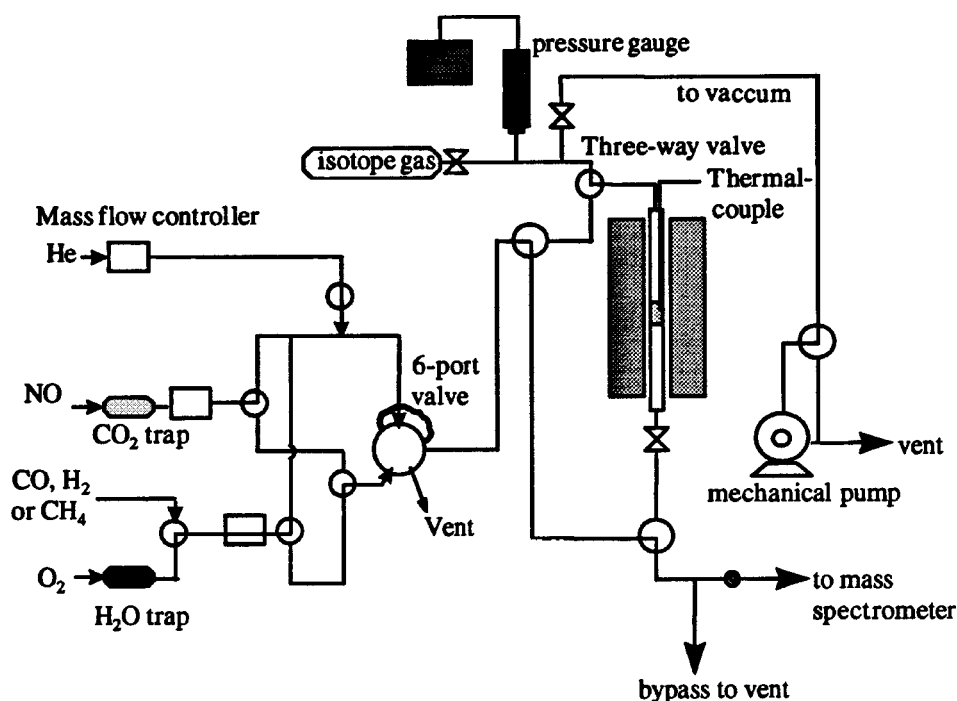 pressure gauge
to vaccum
Three-way valve
isotope gas
Thermal-
couple
Mass flow controller
He
6-port
valve
NO
CO₂ trap
vent
mechanical pump
CO, H₂
or CH₄
Vent
O₂
H₂O trap
to mass
spectrometer
bypass to vent